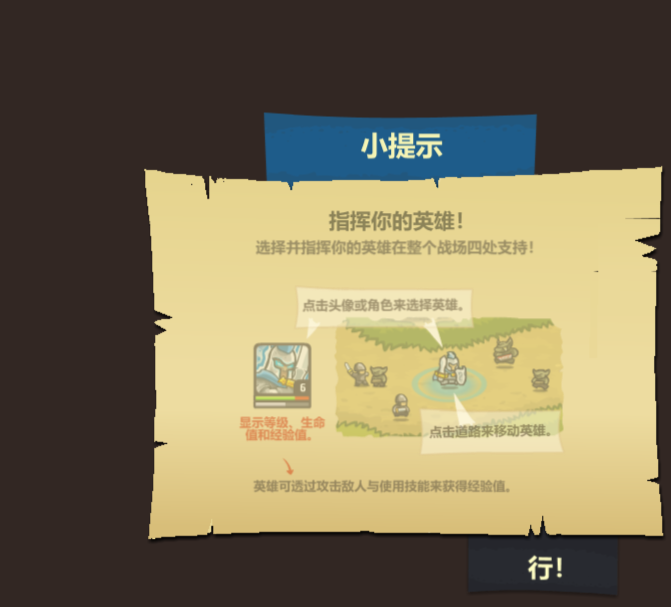 小提示
指挥你的英雄！
选择并指挥你的英雄在整个战场四处支持！
点击头像或角色来选择英雄。
6
显示等级、生命
值和经验值。
点击道路来移动英雄。
英雄可透过攻击敌人与使用技能来获得经验值。
行！